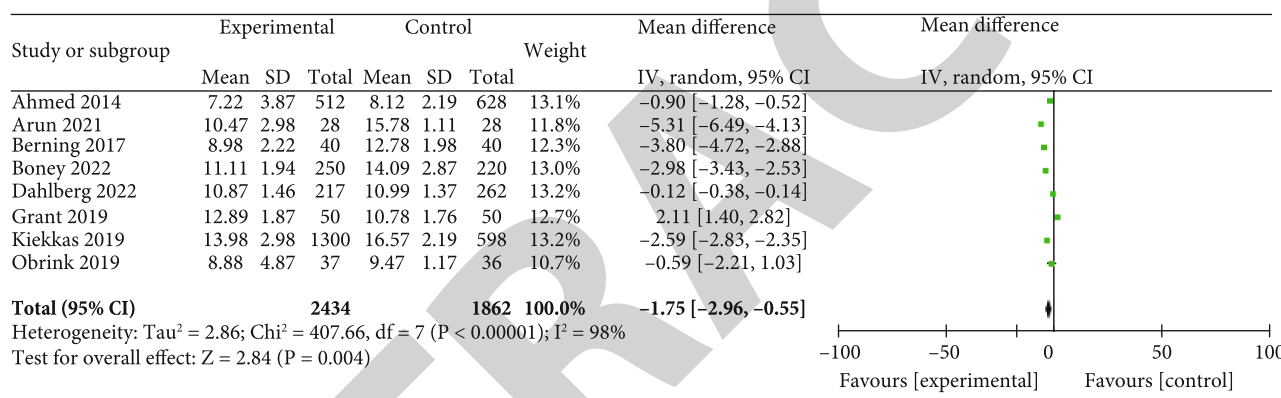 Experimental Control Mean difference Mean difference
Study or subgroup Weight
Mean SD Total Mean SD Total IV, random, 95% CI IV, random, 95% CI
Ahmed 2014 7.22 3.87 512 8.12 2.19 628 13.1% –0.90 [–1.28, –0.52]
Arun 2021 10.47 2.98 28 15.78 1.11 28 11.8% –5.31 [–6.49, –4.13]
Berning 2017 8.98 2.22 40 12.78 1.98 40 12.3% –3.80 [–4.72, –2.88]
Boney 2022 11.11 1.94 250 14.09 2.87 220 13.0% –2.98 [–3.43, –2.53]
Dahlberg 2022 10.87 1.46 217 10.99 1.37 262 13.2% –0.12 [–0.38, –0.14]
Grant 2019 12.89 1.87 50 10.78 1.76 50 12.7% 2.11 [1.40, 2.82]
Kiekkas 2019 13.98 2.98 1300 16.57 2.19 598 13.2% –2.59 [–2.83, –2.35]
Obrink 2019 8.88 4.87 37 9.47 1.17 36 10.7% –0.59 [–2.21, 1.03]
Total (95% CI) 2434 1862 100.0% –1.75 [–2.96, –0.55]
Heterogeneity: Tau² = 2.86; Chi² = 407.66, df = 7 (P < 0.00001); I² = 98%
Test for overall effect: Z = 2.84 (P = 0.004)
–100 –50 0 50 100
Favours [experimental] Favours [control]